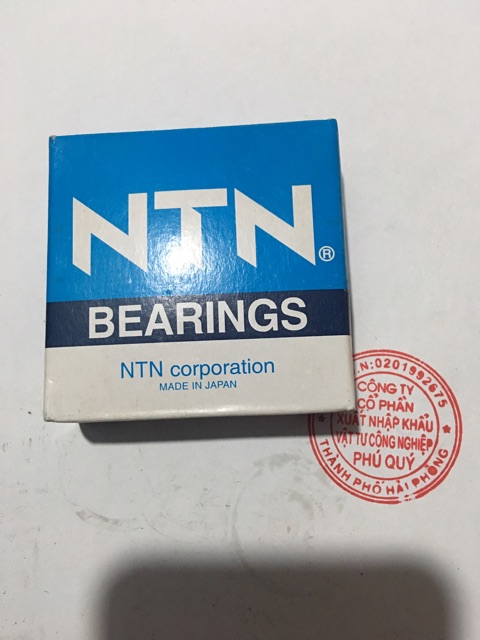 NTN®
BEARINGS
NTN corporation
MADE IN JAPAN
N:0201992675
CÔNG TY
CỔ PHẦN
XUẤT NHẬP KHẨU
VẬT TƯ CÔNG NGHIỆP
PHÚ QUÝ
THÀNH PHỐ HẢI PHÒNG